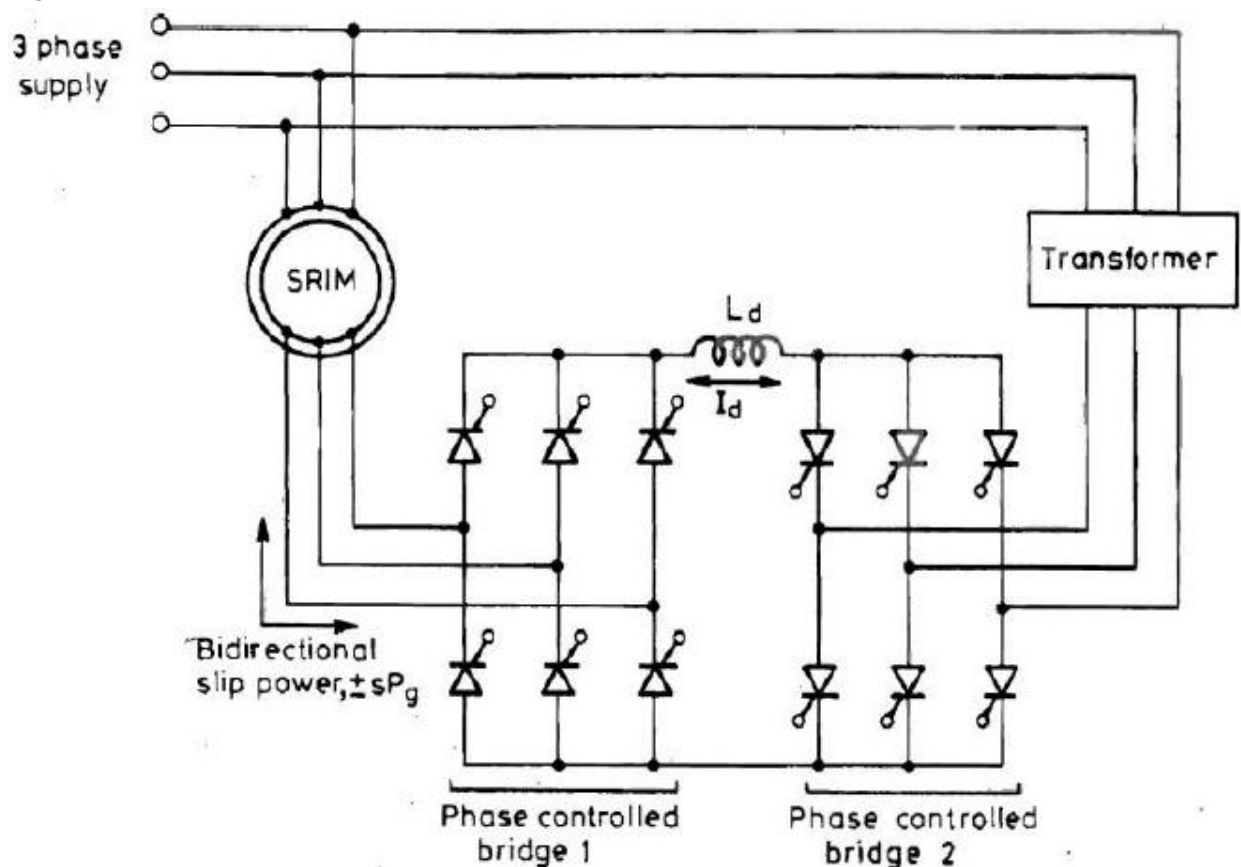 3 phase
supply
SRIM
Transformer
Ld
Id
Bidirectional
slip power, ± sPg
Phase controlled
bridge 1
Phase controlled
bridge 2